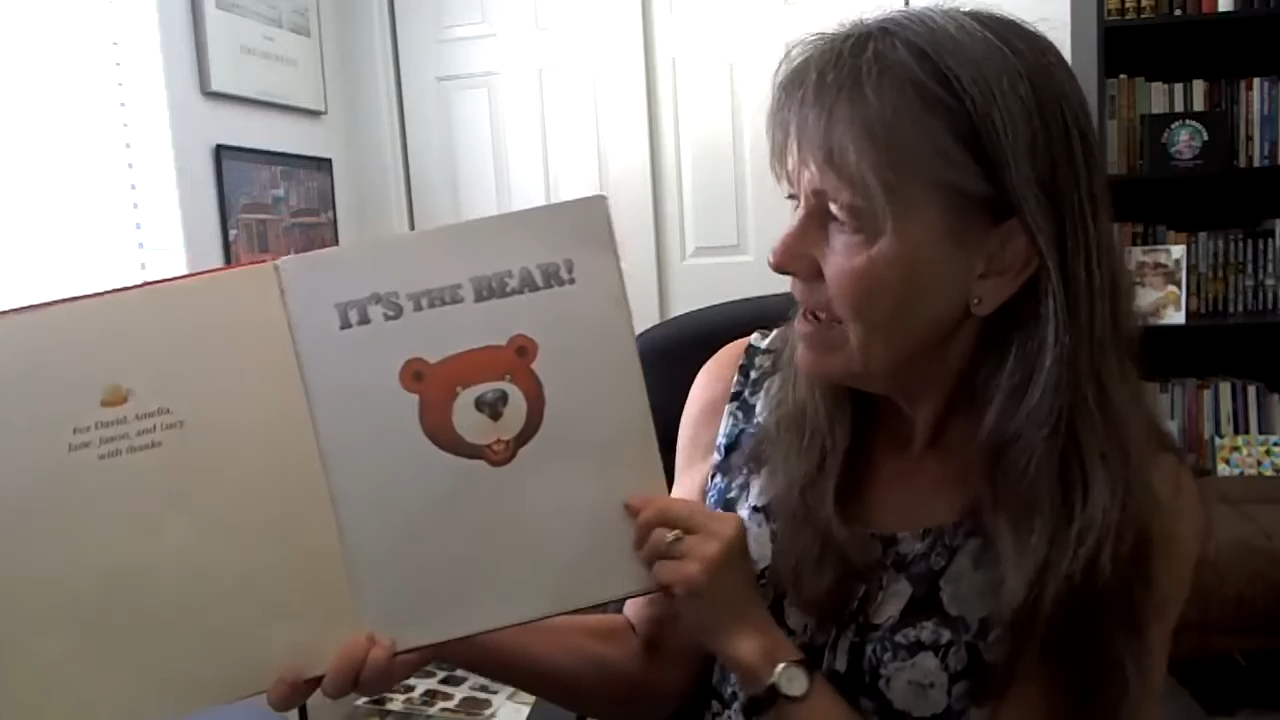 For David, Amelia,
Jane, Jason, and Lucy
with thanks
IT'S THE BEAR!